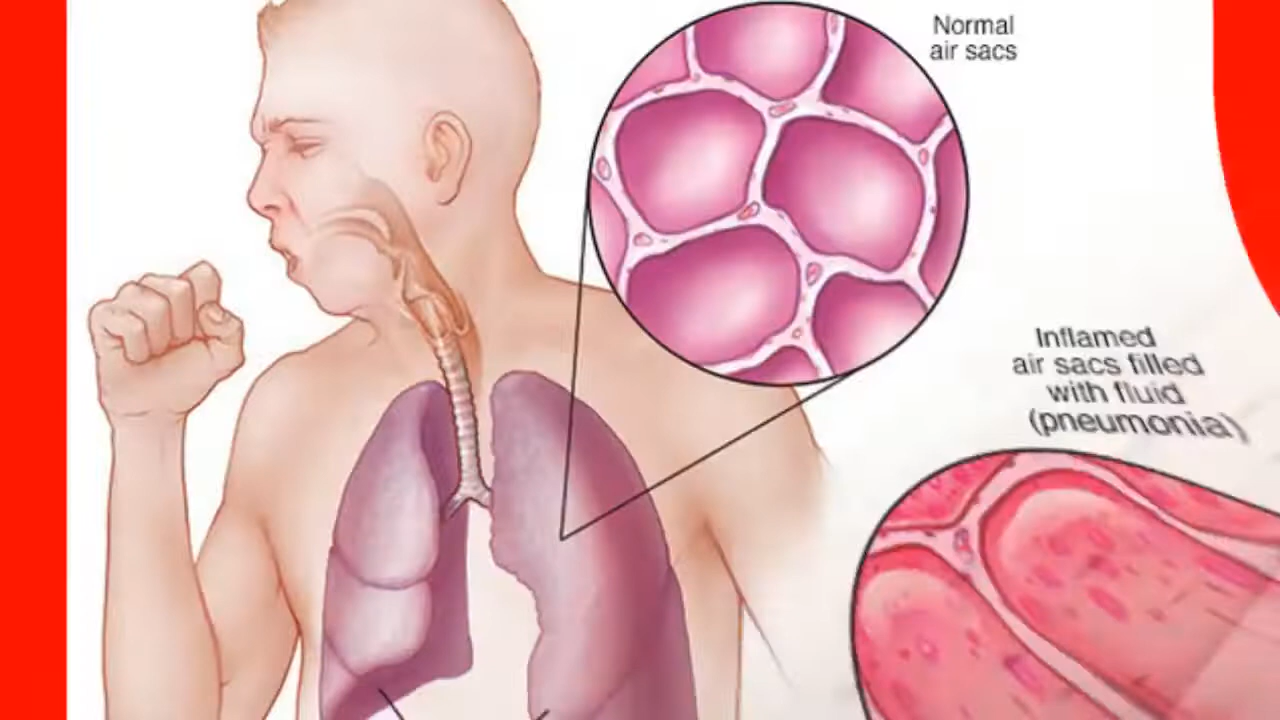 Normal
air sacs
Inflamed
air sacs filled
with fluid
(pneumonia)